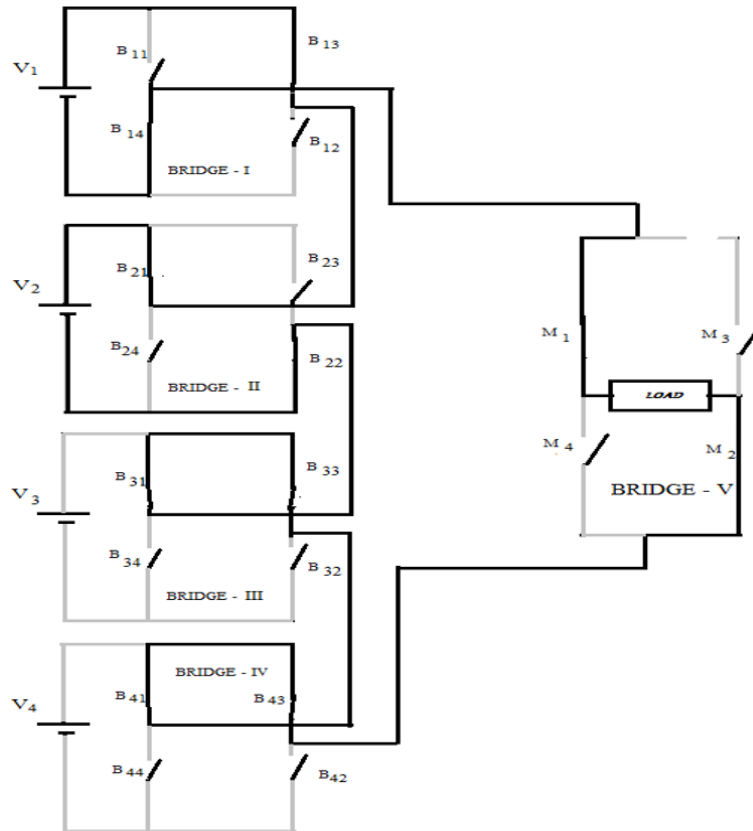 V1
B11
B13
B14
B12
BRIDGE - I
V2
B21
B23
B24
B22
BRIDGE - II
M1
M3
LOAD
M4
M2
BRIDGE - V
V3
B31
B33
B34
B32
BRIDGE - III
V4
BRIDGE - IV
B41
B43
B44
B42